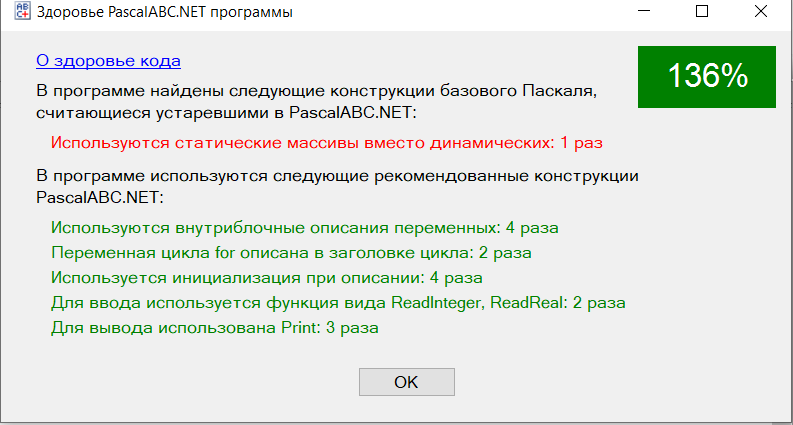 Здоровье PascalABC.NET программы
О здоровье кода
136%
В программе найдены следующие конструкции базового Паскаля,
считающиеся устаревшими в PascalABC.NET:
Используются статические массивы вместо динамических: 1 раз
В программе используются следующие рекомендованные конструкции
PascalABC.NET:
Используются внутриблочные описания переменных: 4 раза
Переменная цикла for описана в заголовке цикла: 2 раза
Используется инициализация при описании: 4 раза
Для ввода используется функция вида ReadInteger, ReadReal: 2 раза
Для вывода использована Print: 3 раза
OK